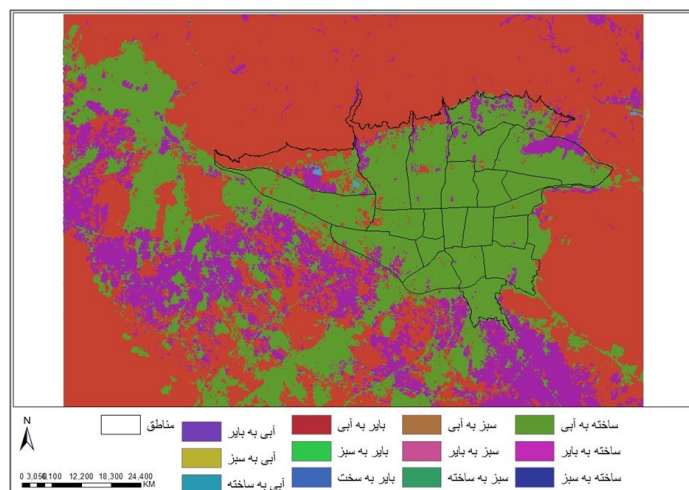 N
0 3,050 6,100 12,200 18,300 24,400
KM
مناطق
آبی به بایر
آبی به سبز
آبی به ساخته
بایر به آبی
بایر به سبز
بایر به سخت
سبز به آبی
سبز به بایر
سبز به ساخته
ساخته به آبی
ساخته به بایر
ساخته به سبز